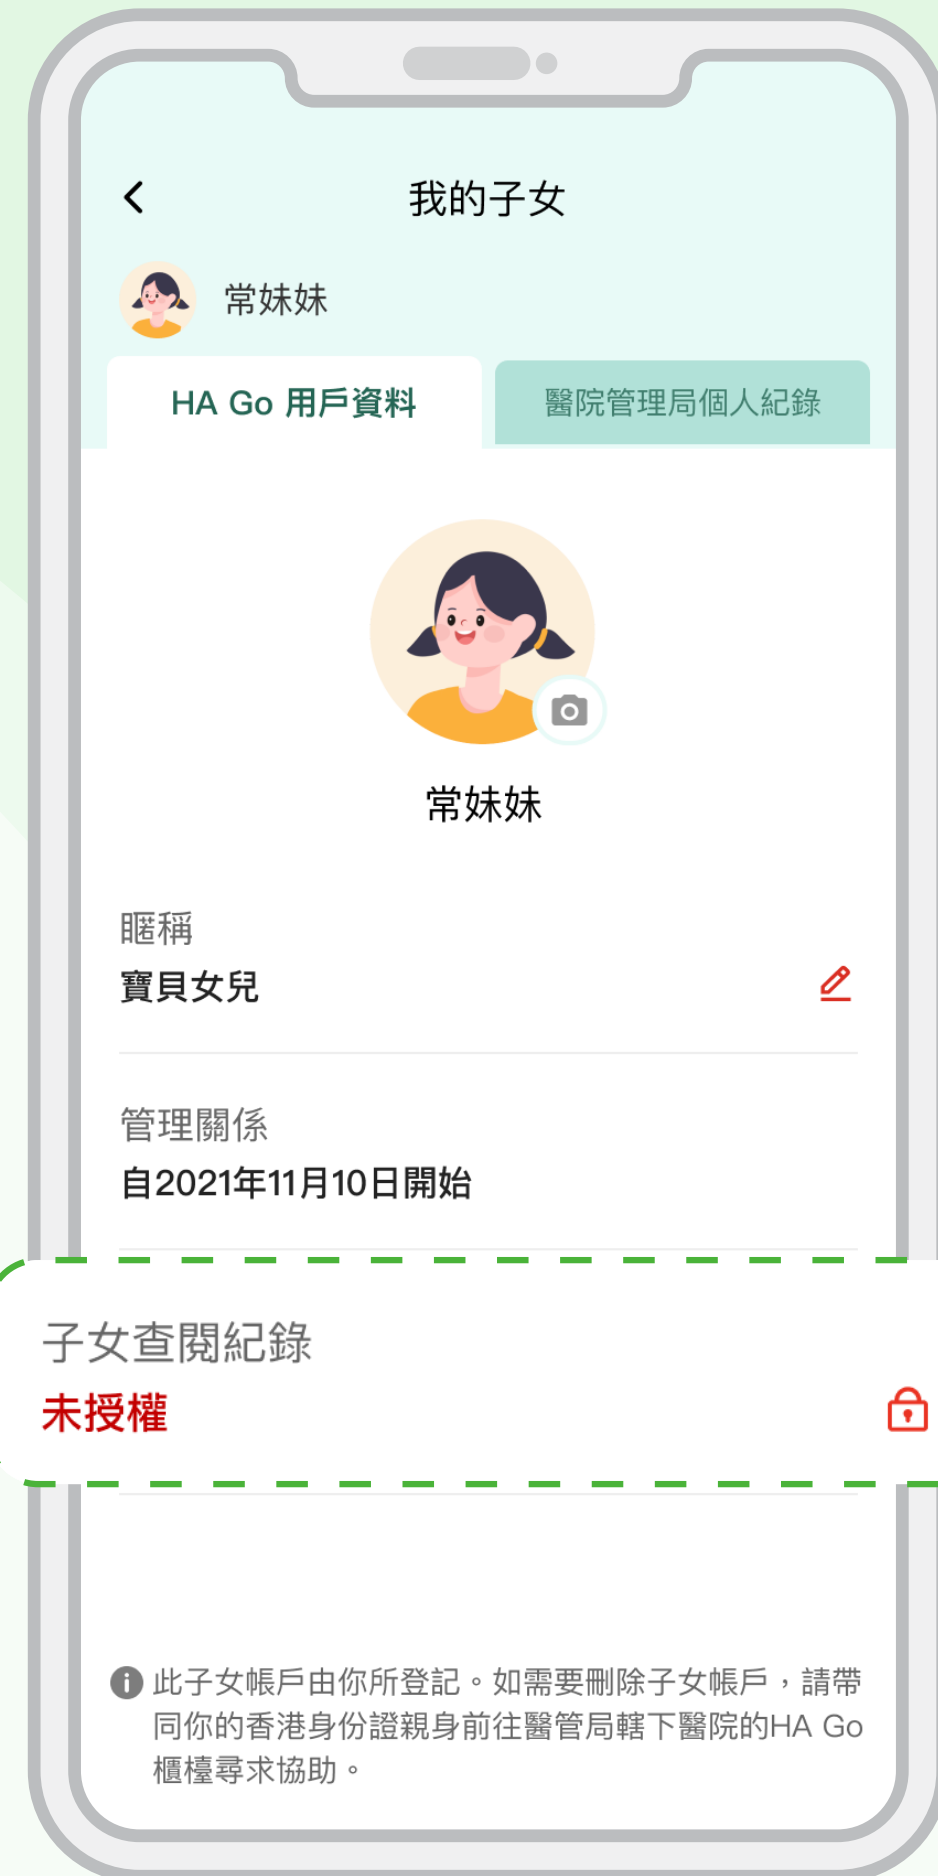 我的子女
常妹妹
HA Go 用戶資料
醫院管理局個人紀錄
常妹妹
暱稱
寶貝女兒
管理關係
自2021年11月10日開始
子女查閱紀錄
未授權
此子女帳戶由你所登記。如需要刪除子女帳戶，請帶
同你的香港身份證親身前往醫管局轄下醫院的HA Go
櫃檯尋求協助。